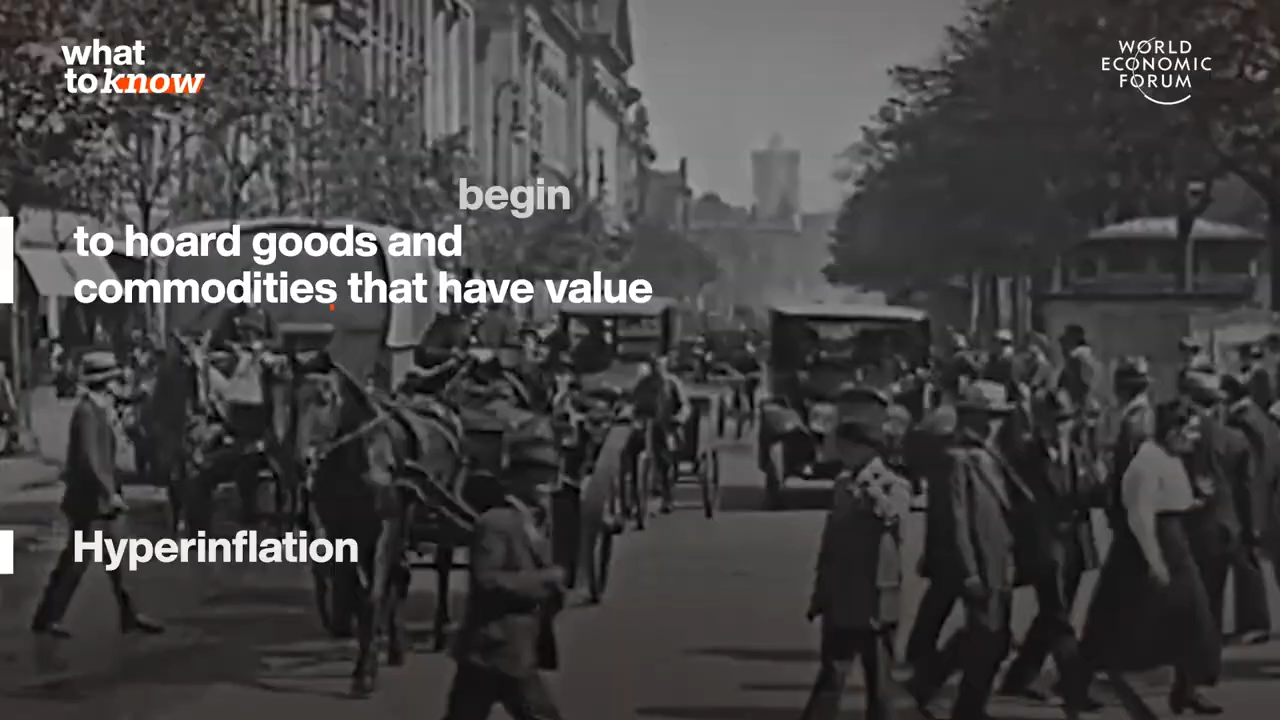 what
to know
WORLD
ECONOMIC
FORUM
begin
to hoard goods and
commodities that have value
Hyperinflation